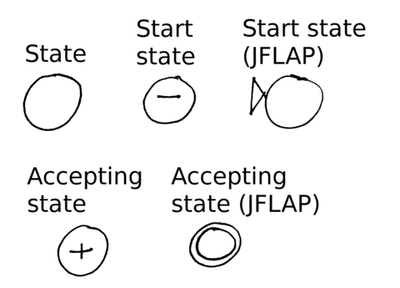 State
Start
state
Start state
(JFLAP)
−
Accepting
state
Accepting
state (JFLAP)
+